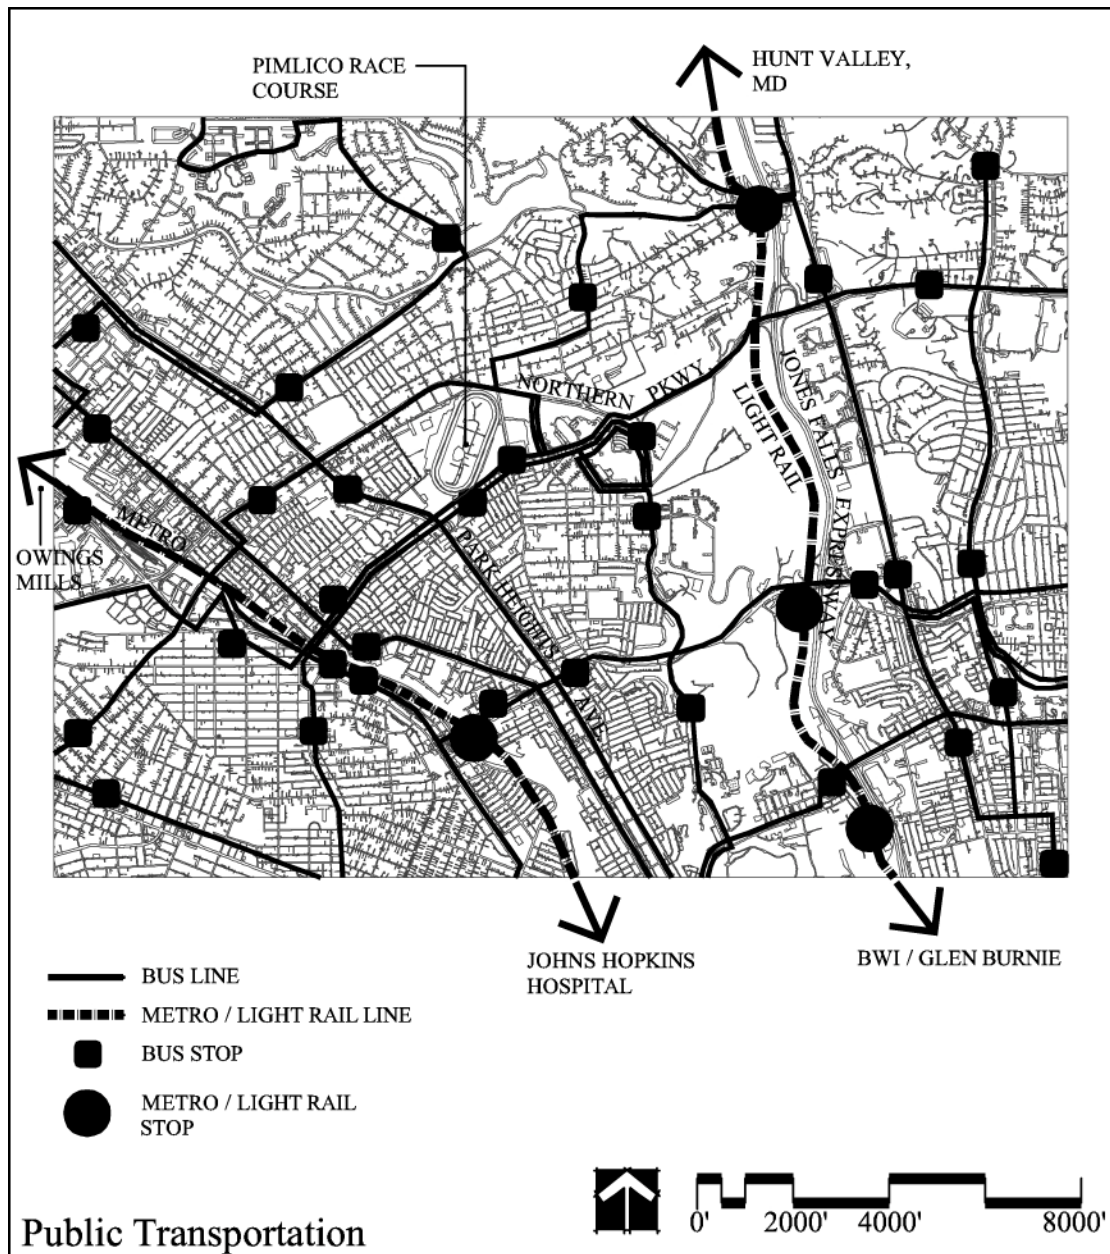 PIMLICO RACE
COURSE
HUNT VALLEY,
MD
NORTHERN PKWY.
LIGHT RAIL
JONES FALLS EXPRESSWAY
METRO
OWINGS
MILLS
PARK HEIGHTS AVE.
JOHNS HOPKINS
HOSPITAL
BWI / GLEN BURNIE
BUS LINE
METRO / LIGHT RAIL LINE
BUS STOP
METRO / LIGHT RAIL
STOP
0' 2000' 4000' 8000'
Public Transportation